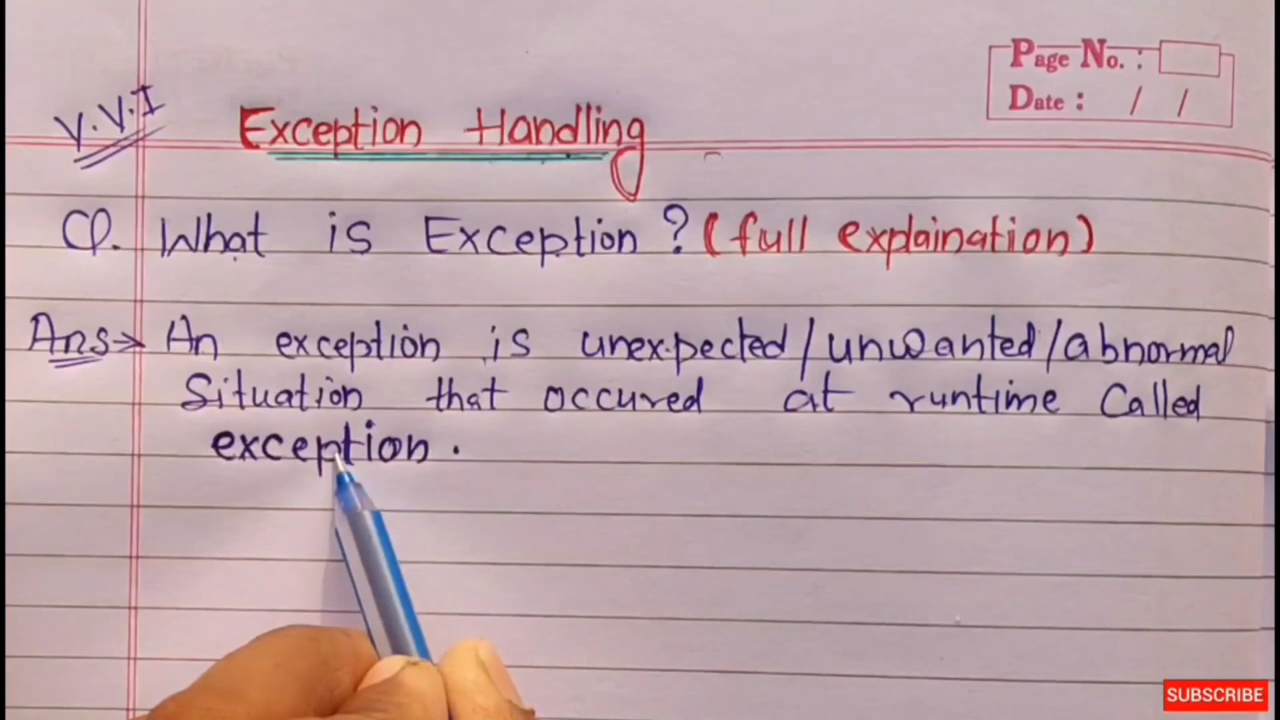 Page No. :
Date : / /
V.V.I
Exception Handling
Q. What is Exception ? (full explaination)
Ans→ An exception is unexpected/unwanted/abnormal
Situation that occured at runtime Called
exception.
SUBSCRIBE